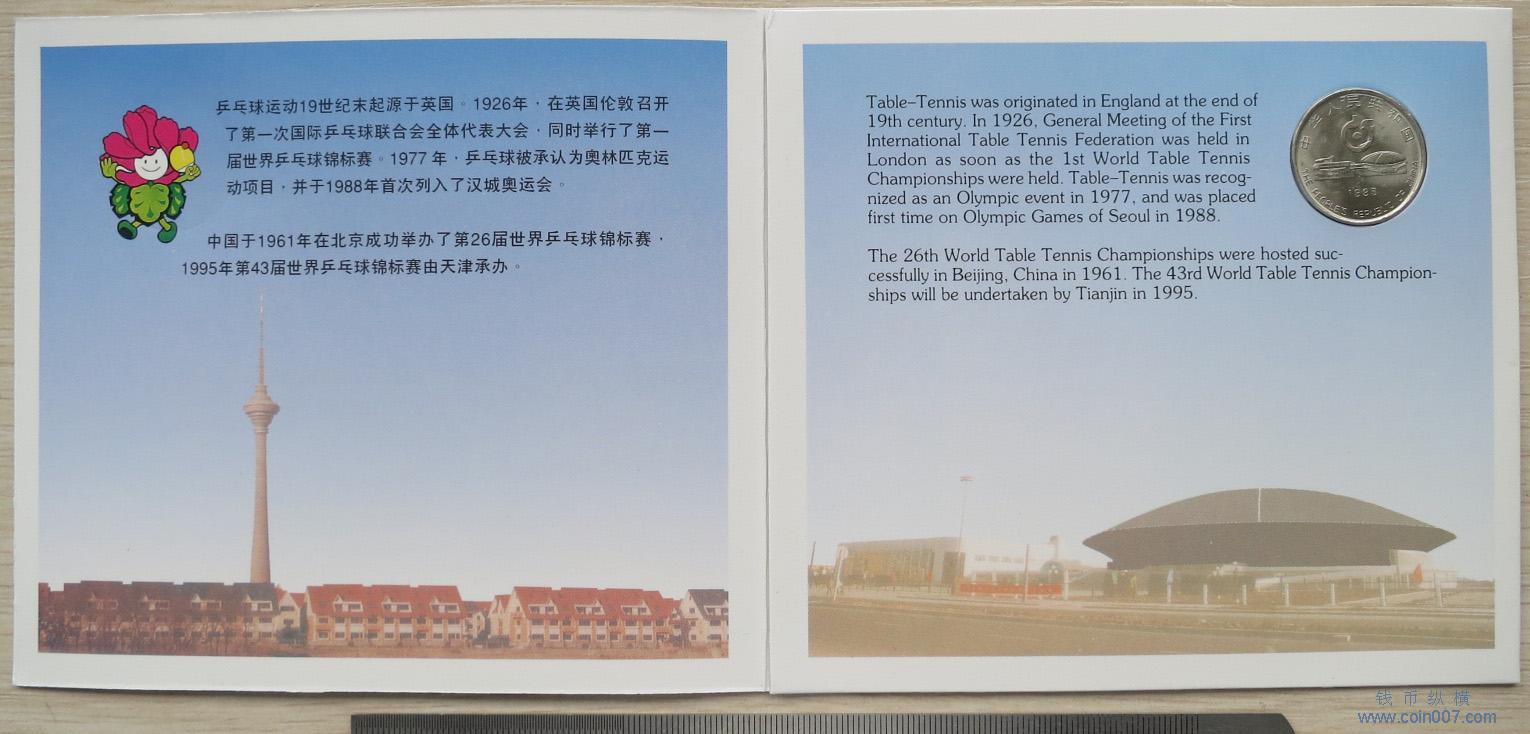 乒乓球运动19世纪末起源于英国。1926年，在英国伦敦召开
了第一次国际乒乓球联合会全体代表大会，同时举行了第一
届世界乒乓球锦标赛。1977年，乒乓球被承认为奥林匹克运
动项目，并于1988年首次列入了汉城奥运会。
中国于1961年在北京成功举办了第26届世界乒乓球锦标赛，
1995年第43届世界乒乓球锦标赛由天津承办。
Table-Tennis was originated in England at the end of
19th century. In 1926, General Meeting of the First
International Table Tennis Federation was held in
London as soon as the 1st World Table Tennis
Championships were held. Table-Tennis was recog-
nized as an Olympic event in 1977, and was placed
first time on Olympic Games of Seoul in 1988.
The 26th World Table Tennis Championships were hosted suc-
cessfully in Beijing, China in 1961. The 43rd World Table Tennis Champion-
ships will be undertaken by Tianjin in 1995.
中华人民共和国
THE PEOPLE'S REPUBLIC OF
钱币纵横
www.coin007.com